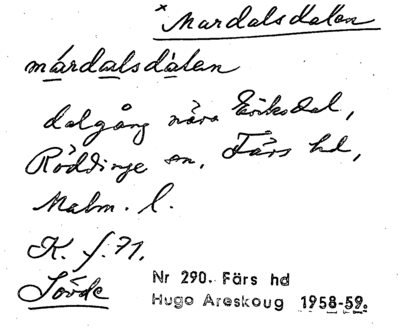 × Mardalsdalen
mårdalsdalen
dalgång nära Eriksdal,
Röddinge sn, Färs hd,
Malm. l.
K. f. 71.
Sövde
Nr 290. Färs hd
Hugo Areskoug 1958-59.